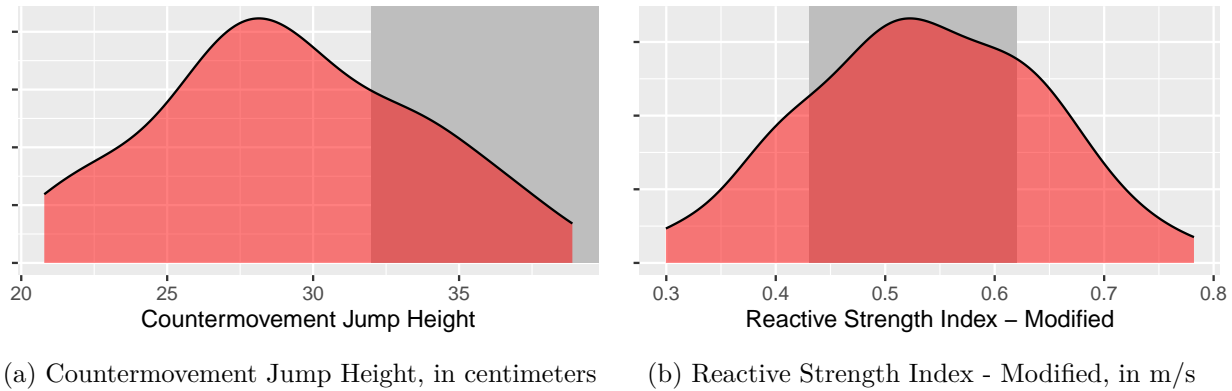 20 25 30 35
Countermovement Jump Height
(a) Countermovement Jump Height, in centimeters
0.3 0.4 0.5 0.6 0.7 0.8
Reactive Strength Index – Modified
(b) Reactive Strength Index - Modified, in m/s